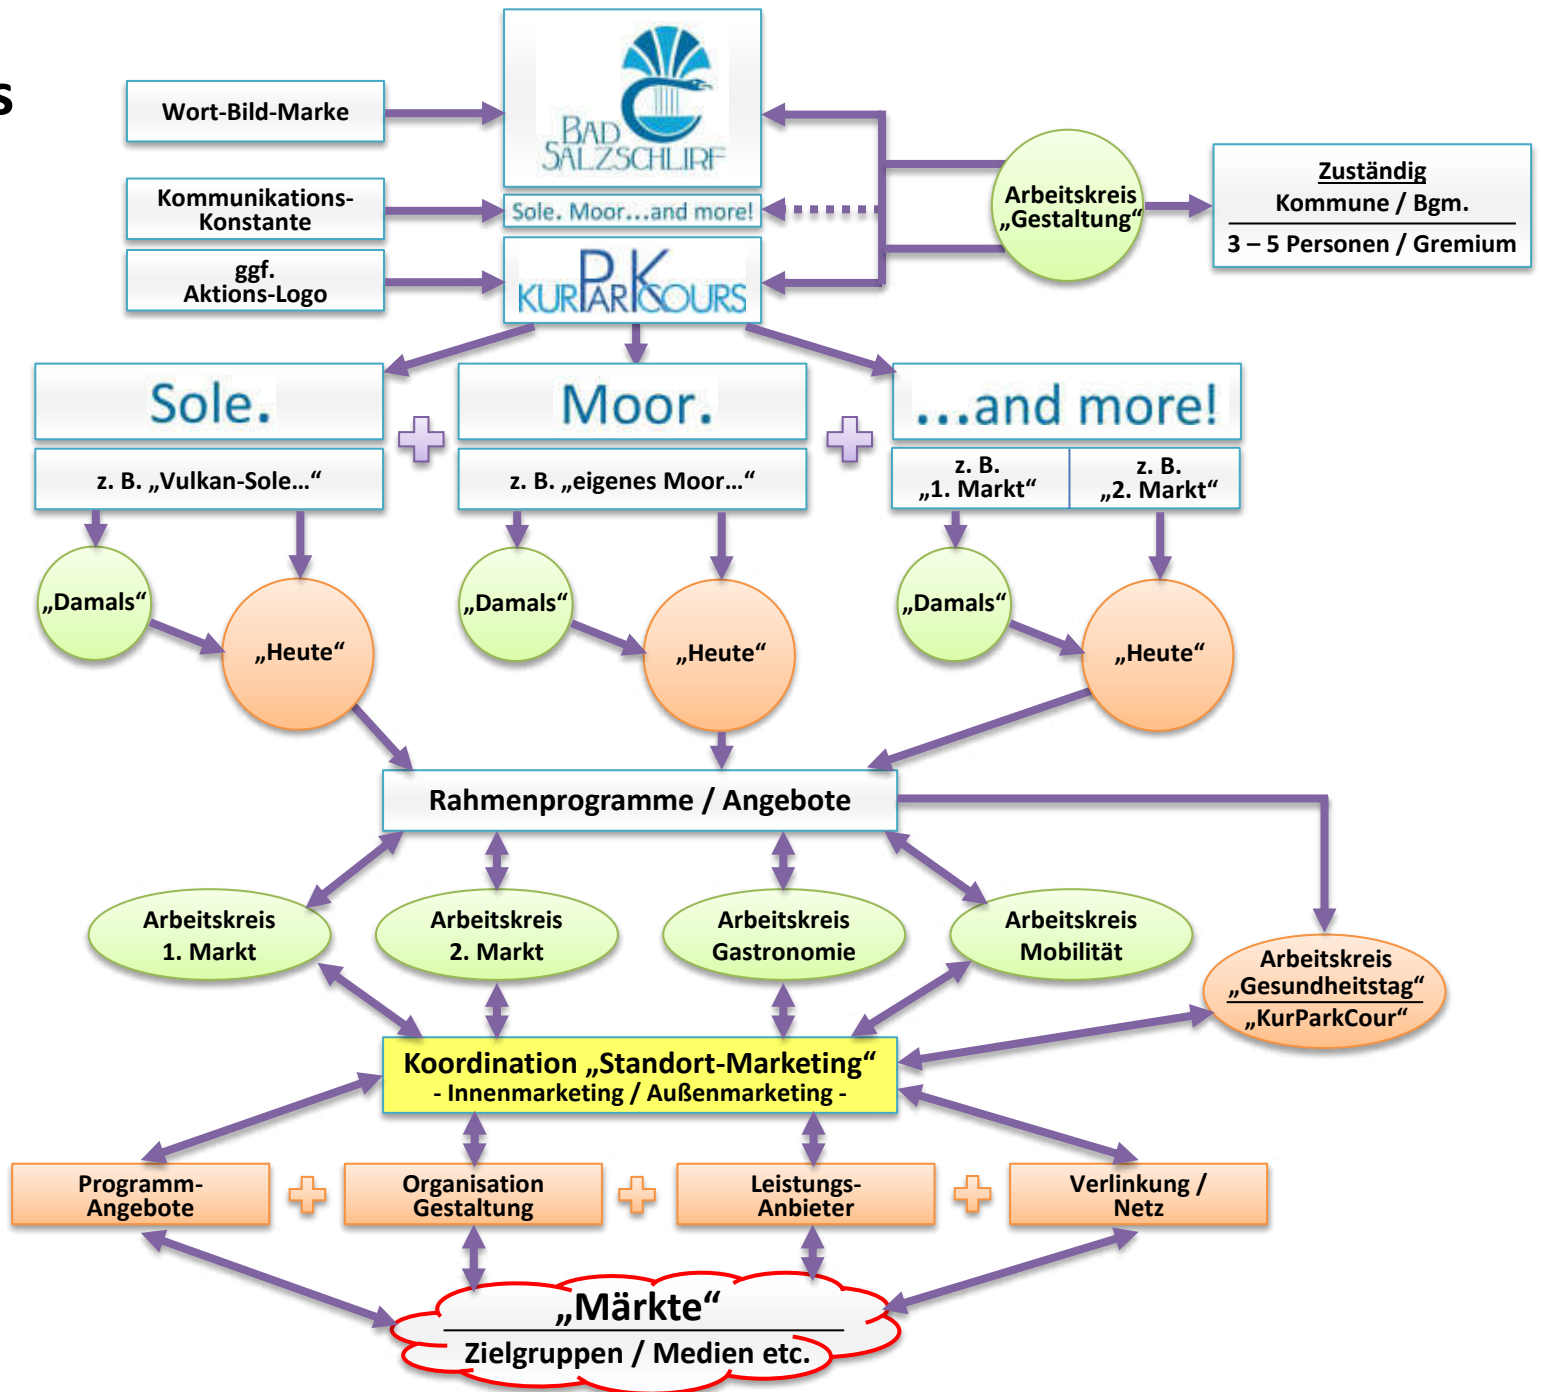 s
Wort-Bild-Marke
BAD
SALZSCHLIRF
Kommunikations-
Konstante
Sole. Moor...and more!
ggf.
Aktions-Logo
KURPARKCOURS
Arbeitskreis
„Gestaltung“
Zuständig
Kommune / Bgm.
3 – 5 Personen / Gremium
Sole.
Moor.
...and more!
z. B. „Vulkan-Sole...“
z. B. „eigenes Moor...“
z. B.
„1. Markt“
z. B.
„2. Markt“
„Damals“
„Heute“
„Damals“
„Heute“
„Damals“
„Heute“
Rahmenprogramme / Angebote
Arbeitskreis
1. Markt
Arbeitskreis
2. Markt
Arbeitskreis
Gastronomie
Arbeitskreis
Mobilität
Arbeitskreis
„Gesundheitstag“
„KurParkCour“
Koordination „Standort-Marketing“
- Innenmarketing / Außenmarketing -
Programm-
Angebote
Organisation
Gestaltung
Leistungs-
Anbieter
Verlinkung /
Netz
„Märkte“
Zielgruppen / Medien etc.